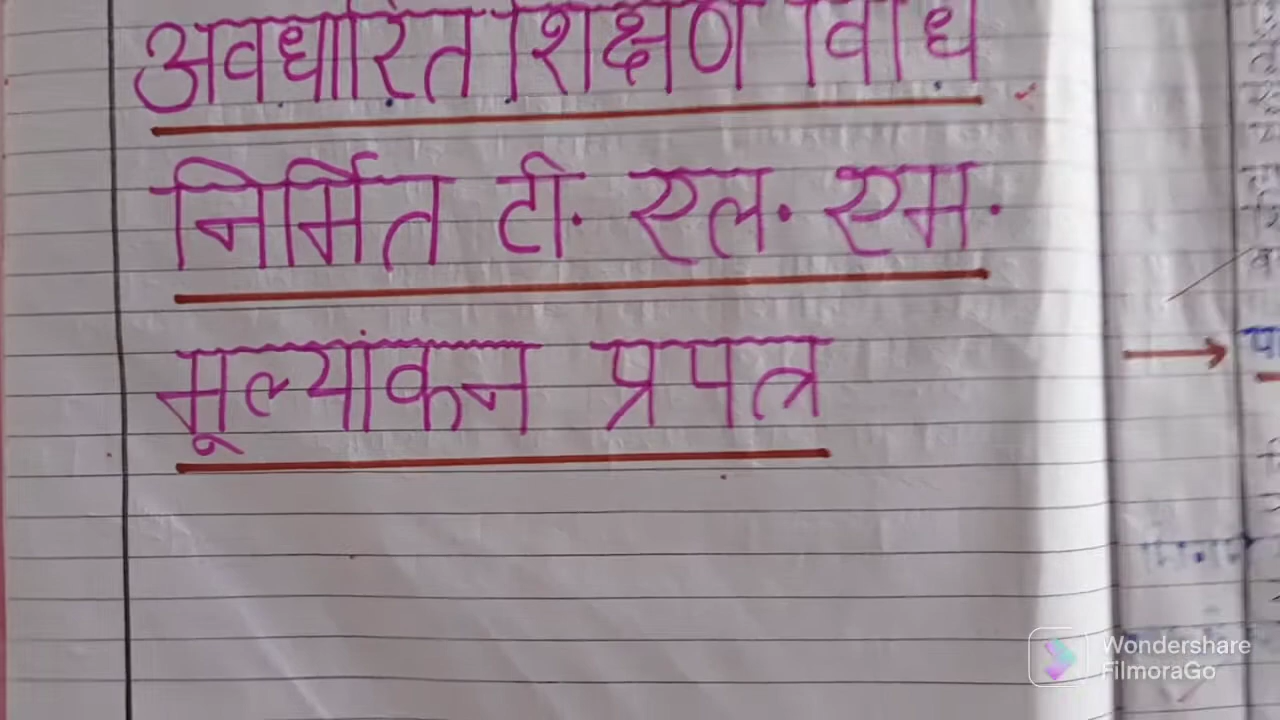 अवधारित शिक्षण विधि
निर्मित टी. एल. एम.
मूल्यांकन प्रपत्र
Wondershare
FilmoraGo